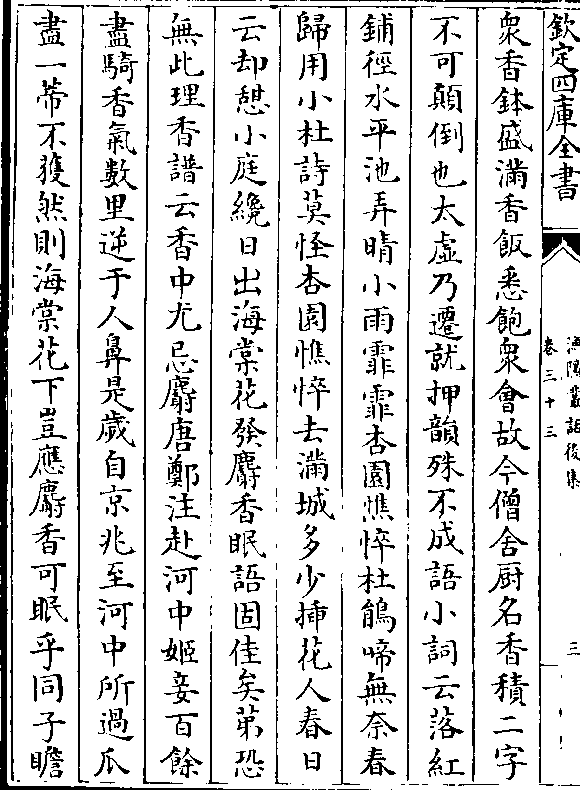 欽定四庫全書
漁隱叢話後集
卷三十三
三
衆香鉢盛滿香飯悉飽衆會故今僧舍厨名香積二字
不可顛倒也太虛乃遷就押韻殊不成語小詞云落紅
鋪徑水平池弄晴小雨霏霏杏園憔悴杜鵑啼無奈春
歸用小杜詩莫怪杏園憔悴去滿城多少揷花人春日
云却憩小庭纔日出海棠花發麝香眠語固佳矣苐恐
無此理香譜云香中尤忌麝唐鄭注赴河中姬妾百餘
盡騎香氣數里逆于人鼻是歲自京兆至河中所過瓜
盡一蒂不獲然則海棠花下豈應麝香可眠乎同子瞻